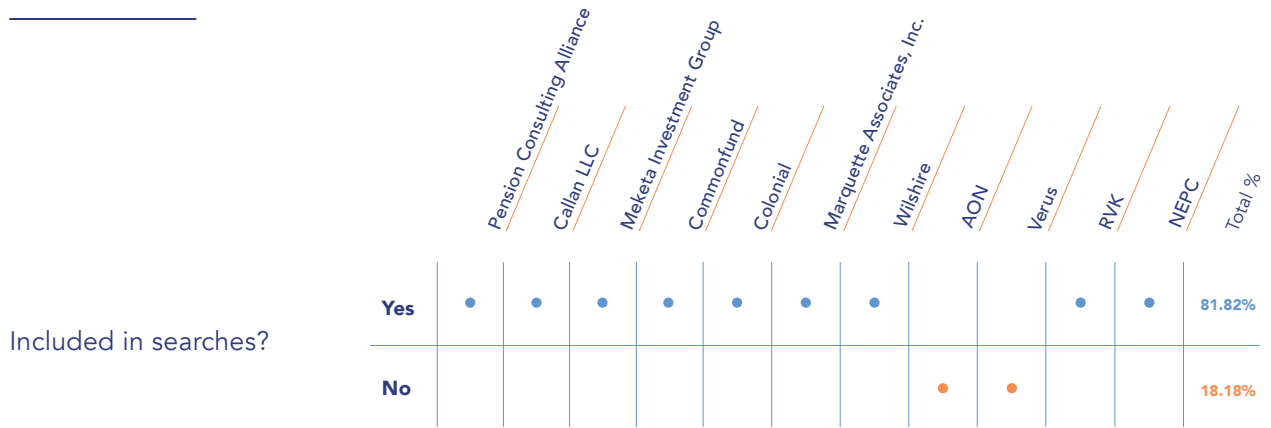 Pension Consulting Alliance
Callan LLC
Meketa Investment Group
Commonfund
Colonial
Marquette Associates, Inc.
Wilshire
AON
Verus
RVK
NEPC
Total %
Included in searches?
Yes
81.82%
No
18.18%